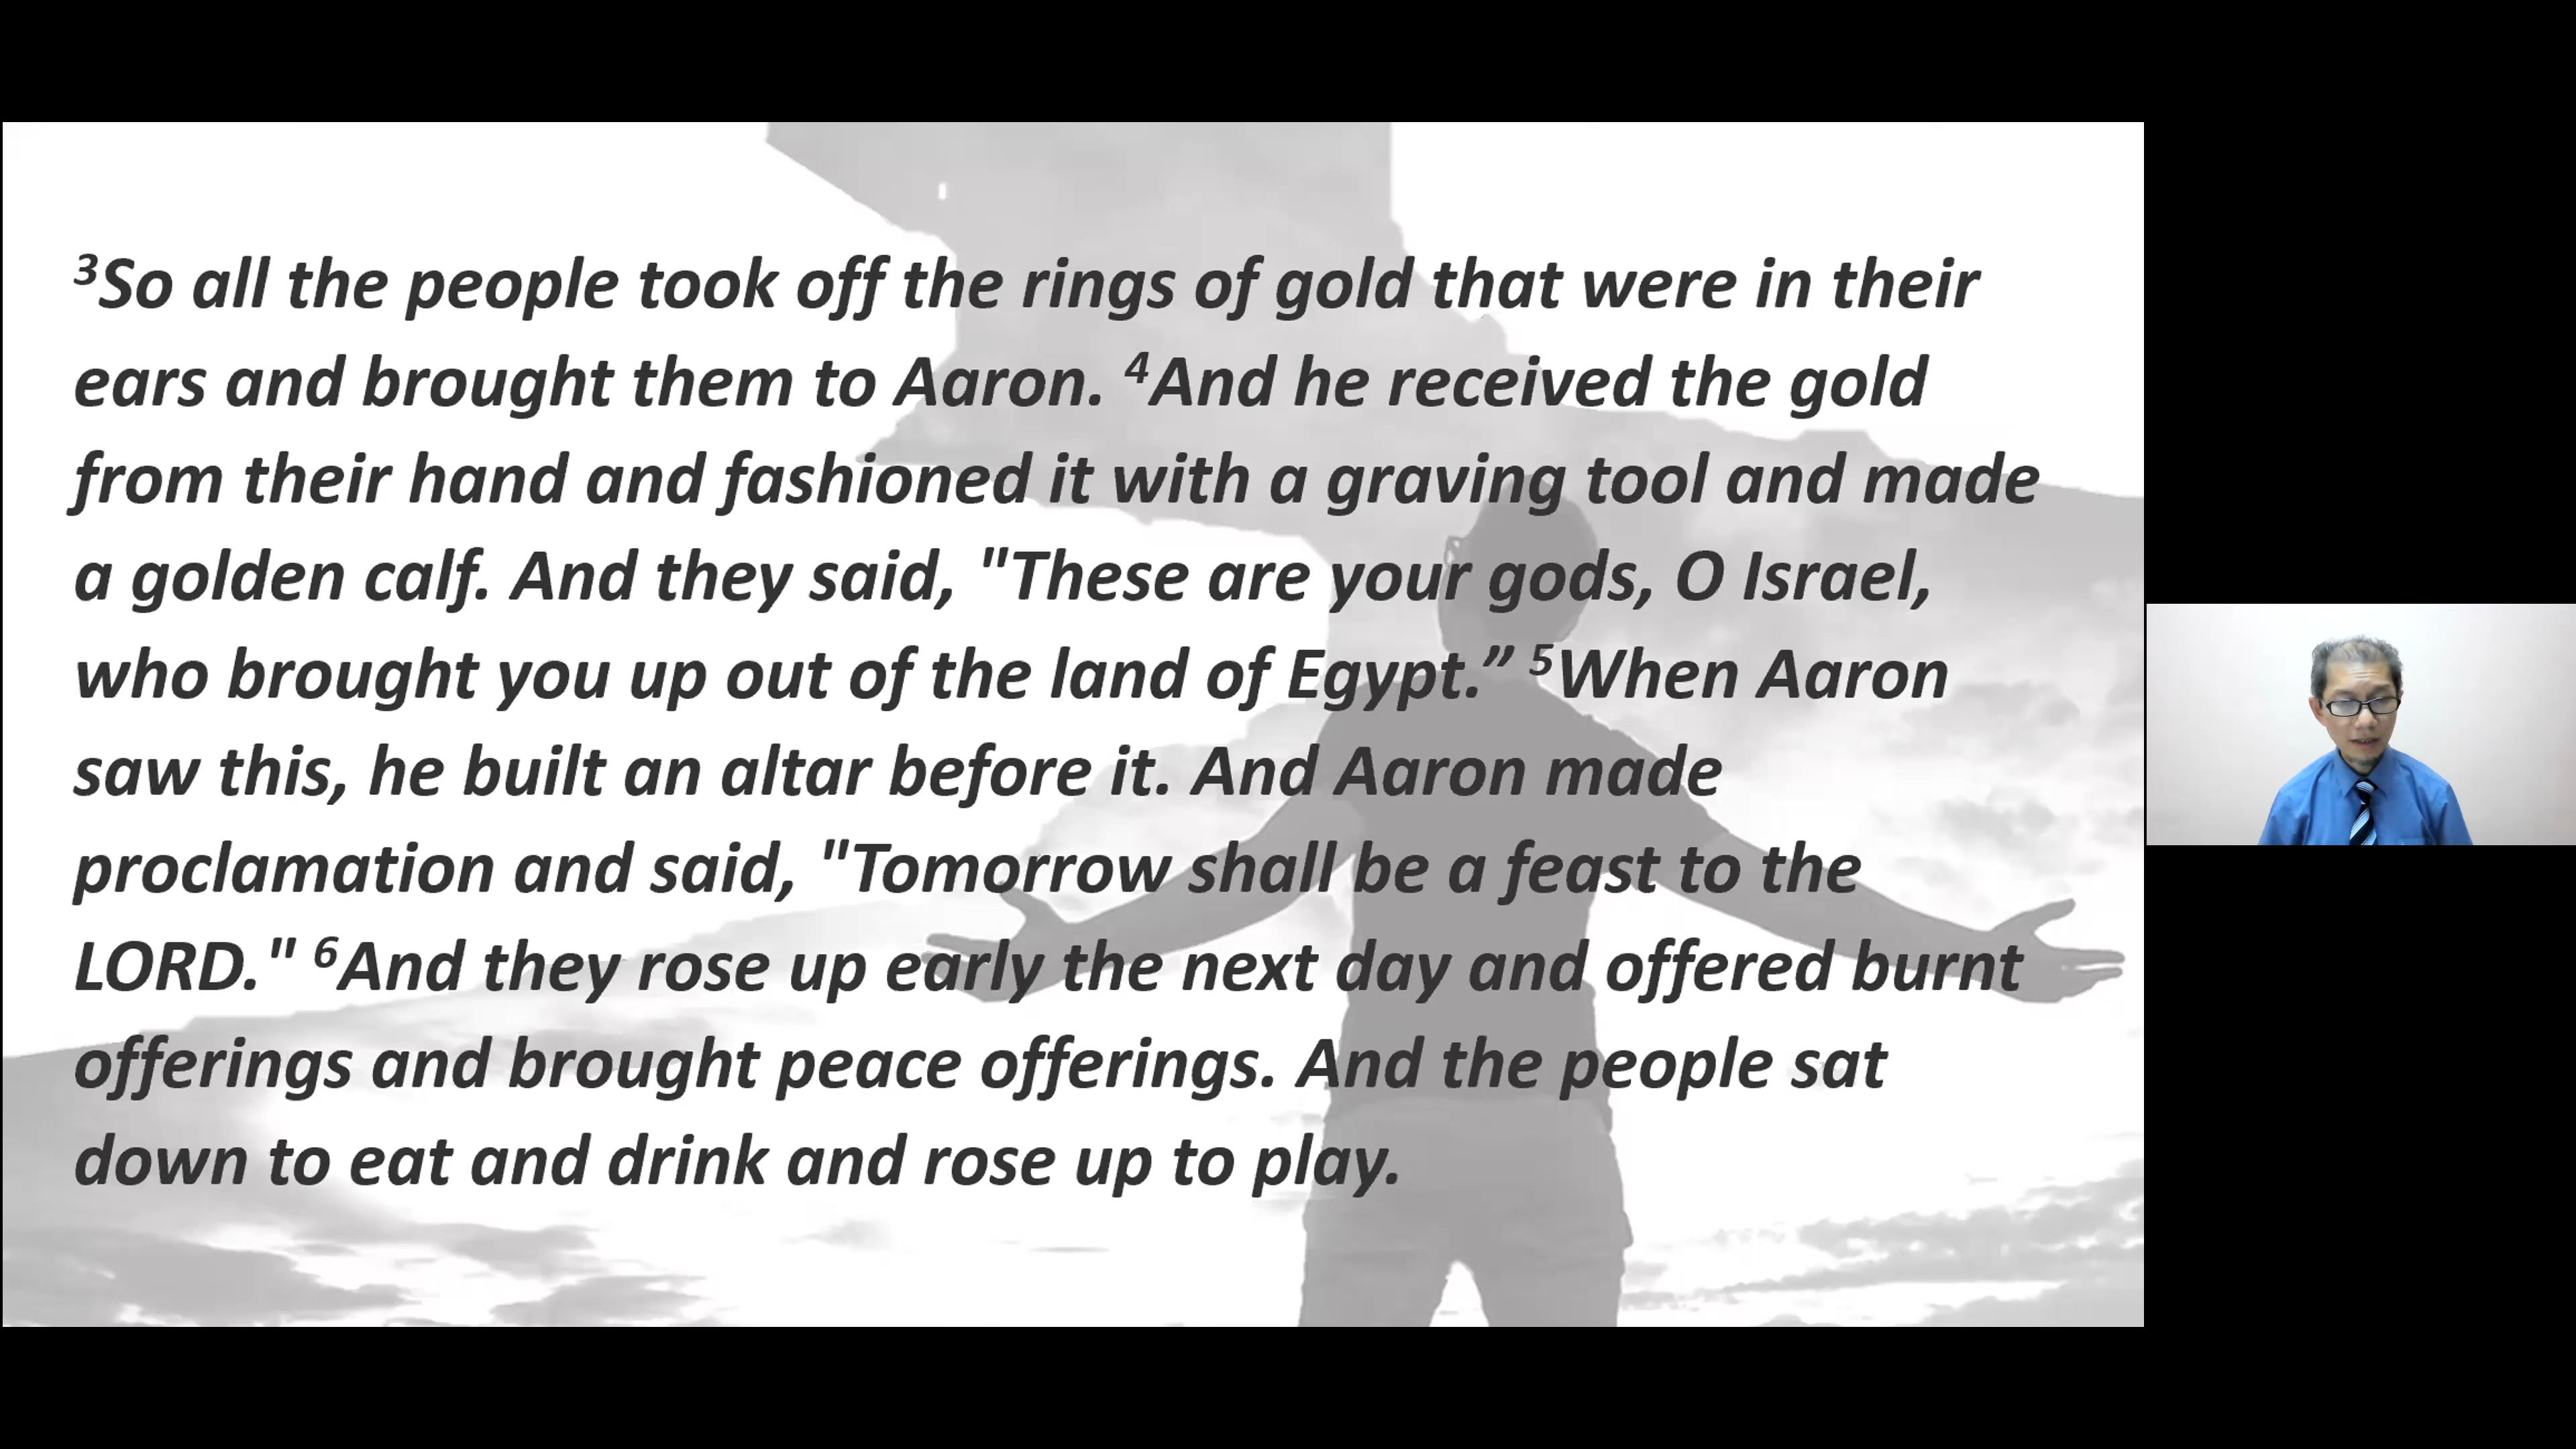 ³So all the people took off the rings of gold that were in their
ears and brought them to Aaron. ⁴And he received the gold
from their hand and fashioned it with a graving tool and made
a golden calf. And they said, "These are your gods, O Israel,
who brought you up out of the land of Egypt.” ⁵When Aaron
saw this, he built an altar before it. And Aaron made
proclamation and said, "Tomorrow shall be a feast to the
LORD." ⁶And they rose up early the next day and offered burnt
offerings and brought peace offerings. And the people sat
down to eat and drink and rose up to play.